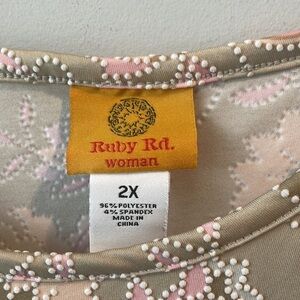 Ruby Rd.
woman
2X
96% POLYESTER
4% SPANDEX
MADE IN
CHINA